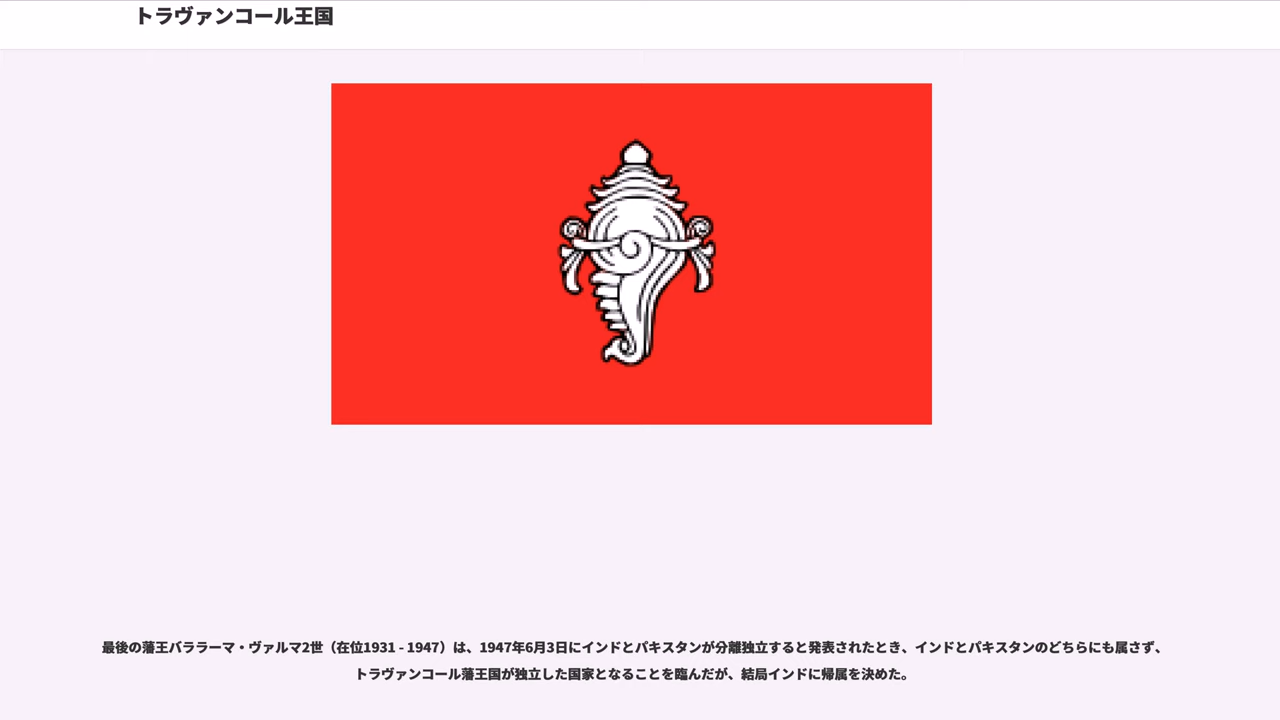 トラヴァンコール王国
最後の藩王バララーマ・ヴァルマ2世（在位1931 - 1947）は、1947年6月3日にインドとパキスタンが分離独立すると発表されたとき、インドとパキスタンのどちらにも属さず、
トラヴァンコール藩王国が独立した国家となることを臨んだが、結局インドに帰属を決めた。